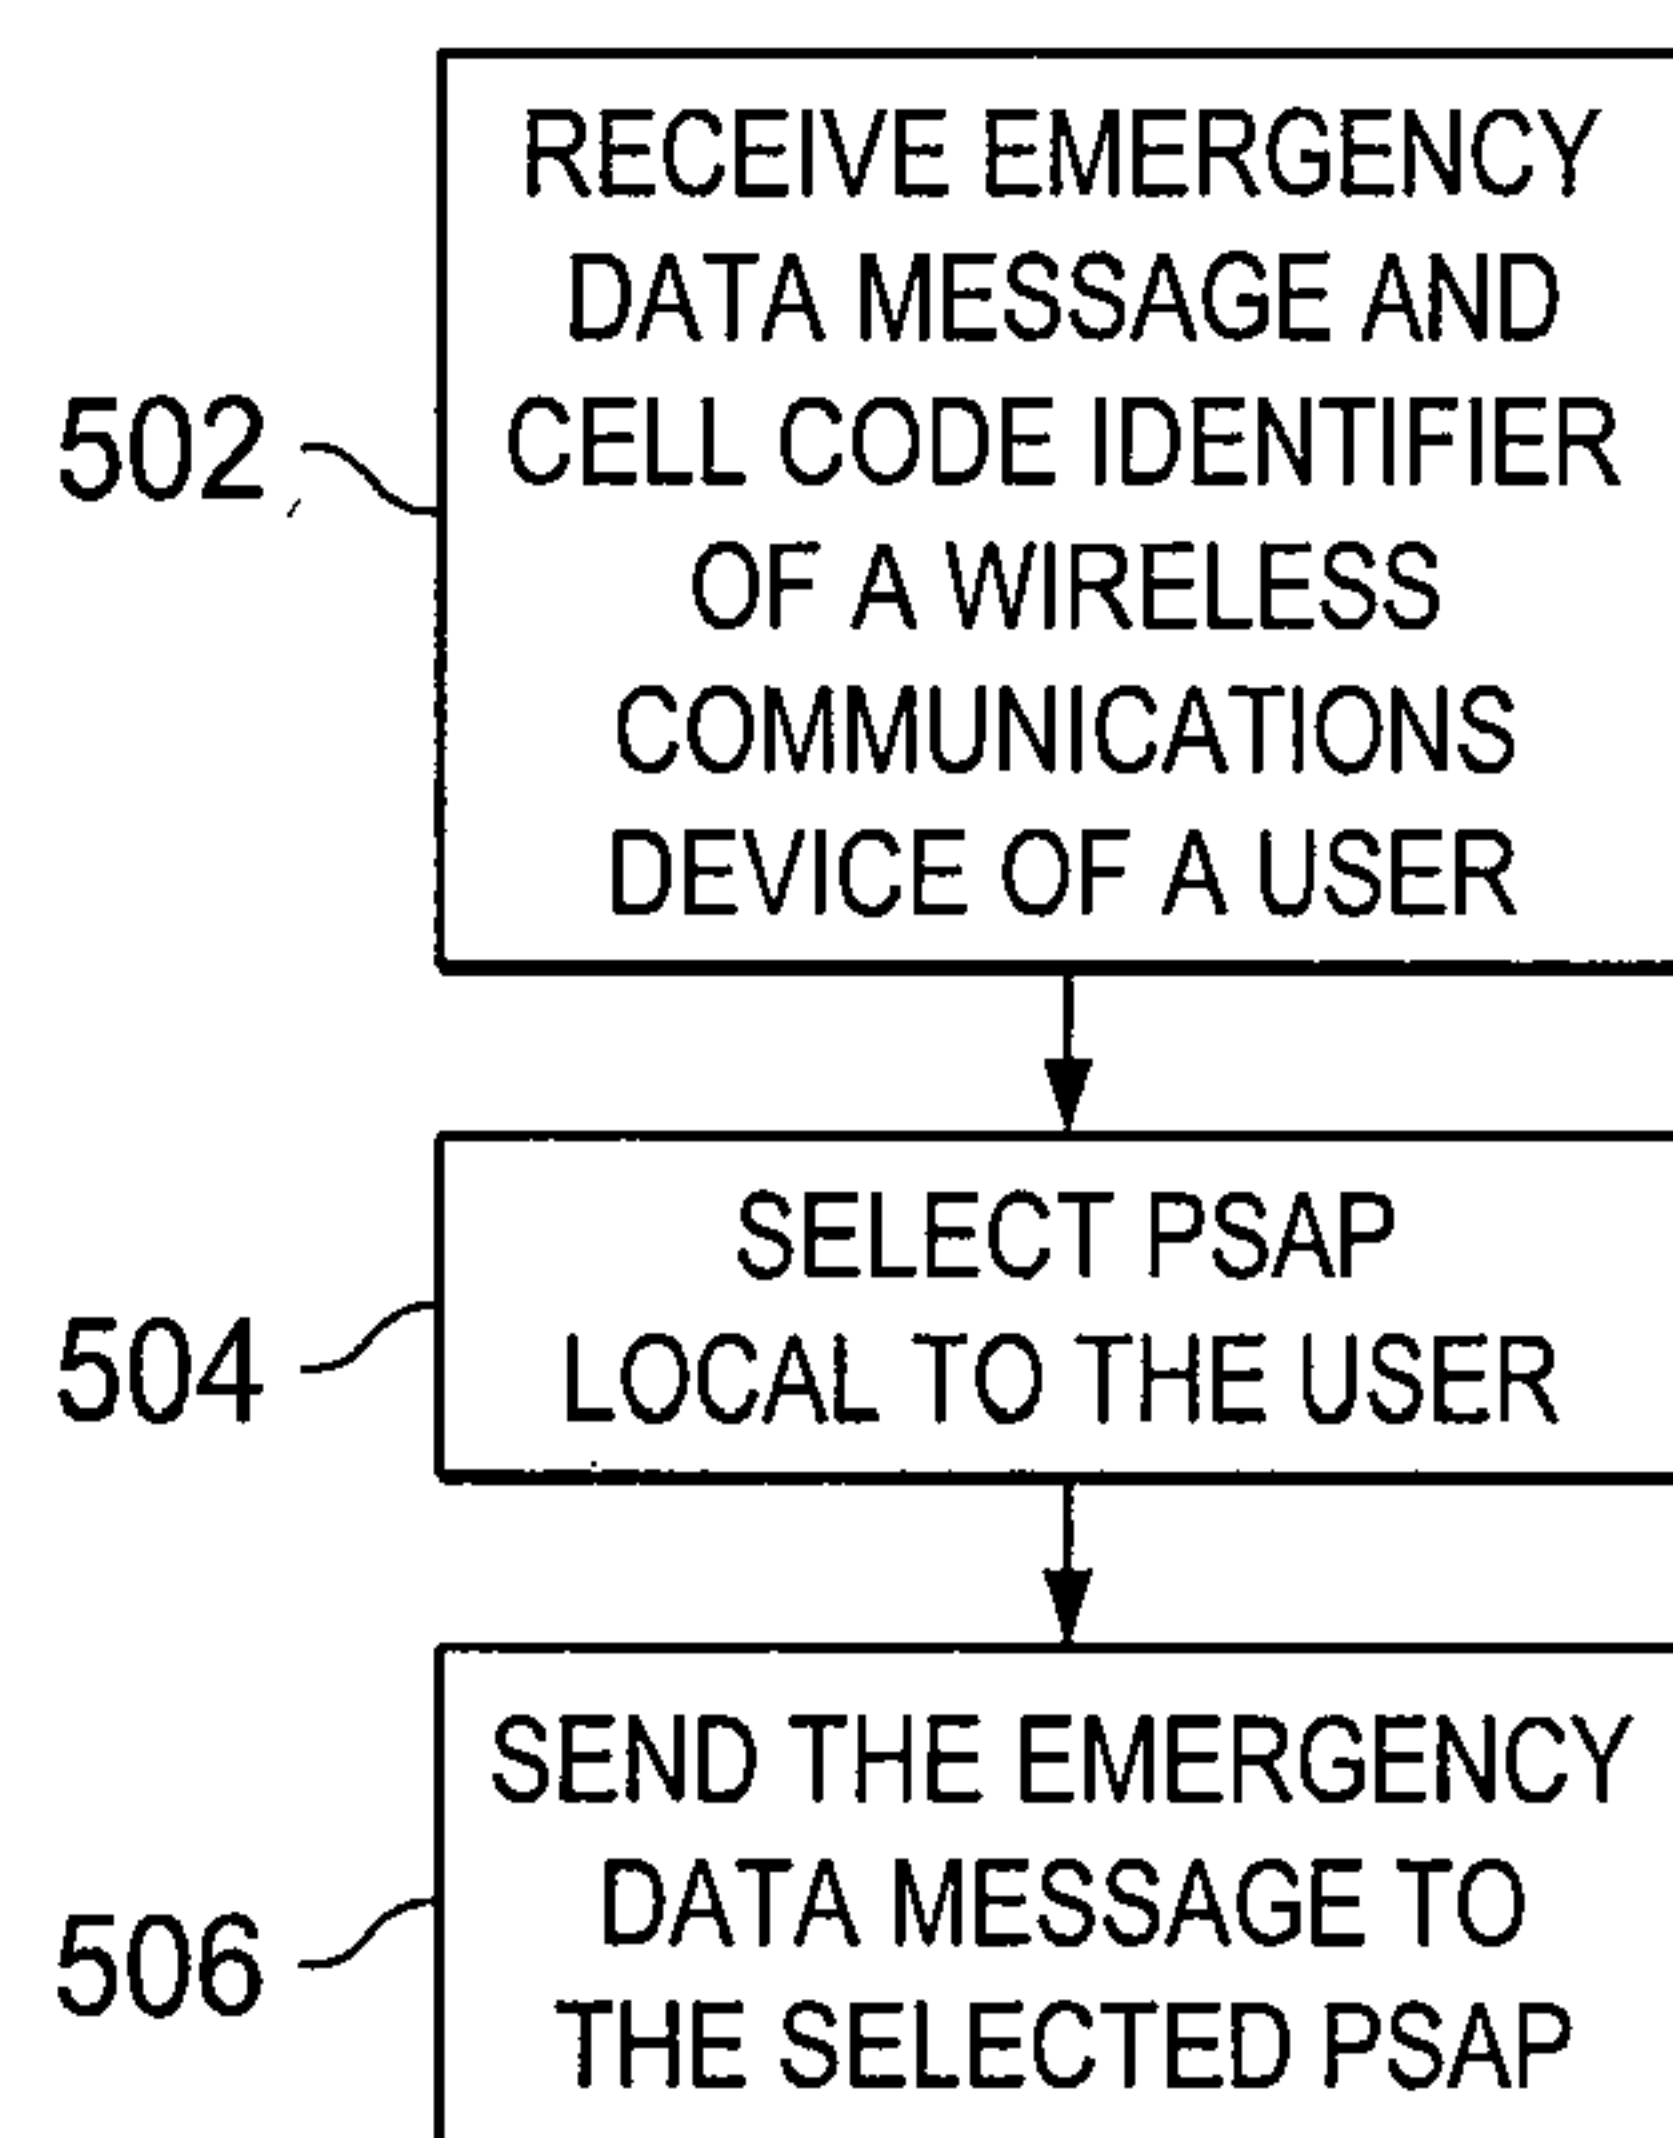 RECEIVE EMERGENCY
DATA MESSAGE AND
CELL CODE IDENTIFIER
OF A WIRELESS
COMMUNICATIONS
DEVICE OF A USER
502
SELECT PSAP
LOCAL TO THE USER
504
SEND THE EMERGENCY
DATA MESSAGE TO
THE SELECTED PSAP
506